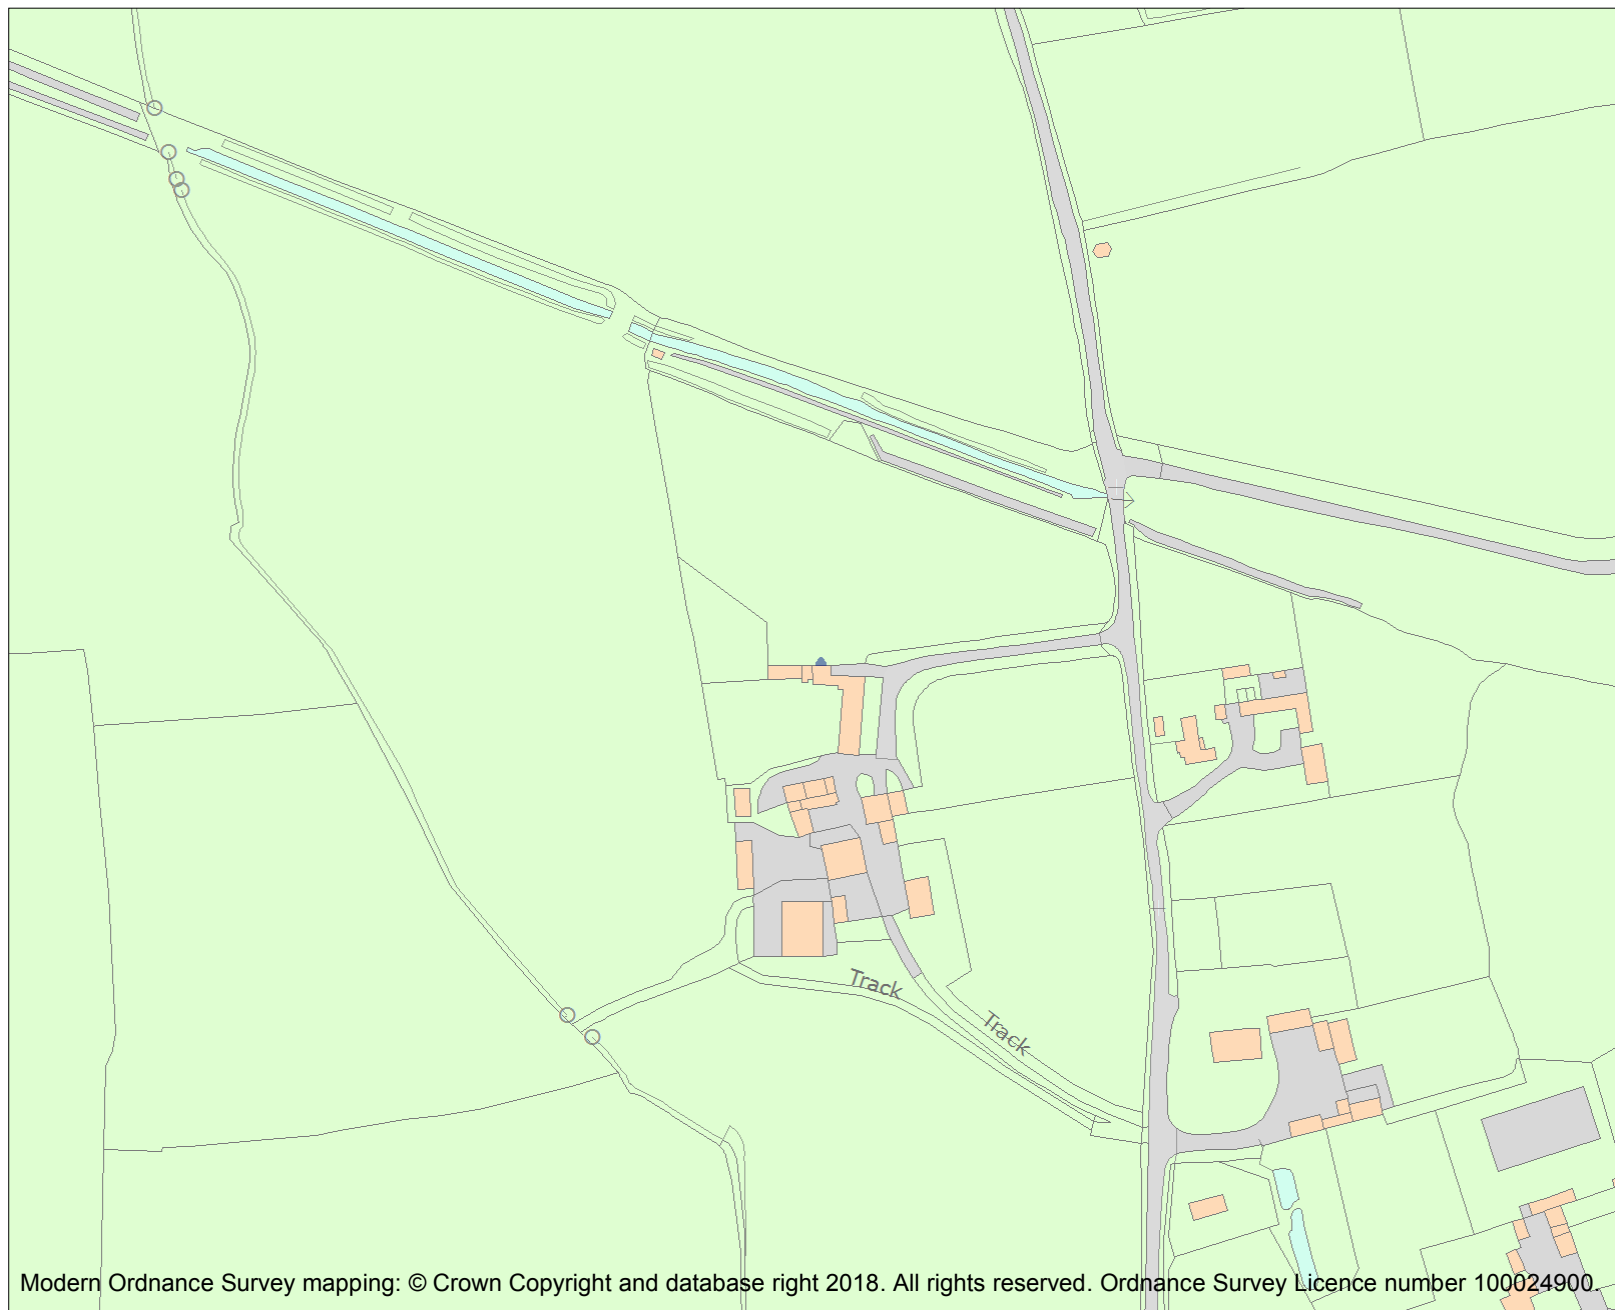 Track
Track
Modern Ordnance Survey mapping: © Crown Copyright and database right 2018. All rights reserved. Ordnance Survey Licence number 100024900.